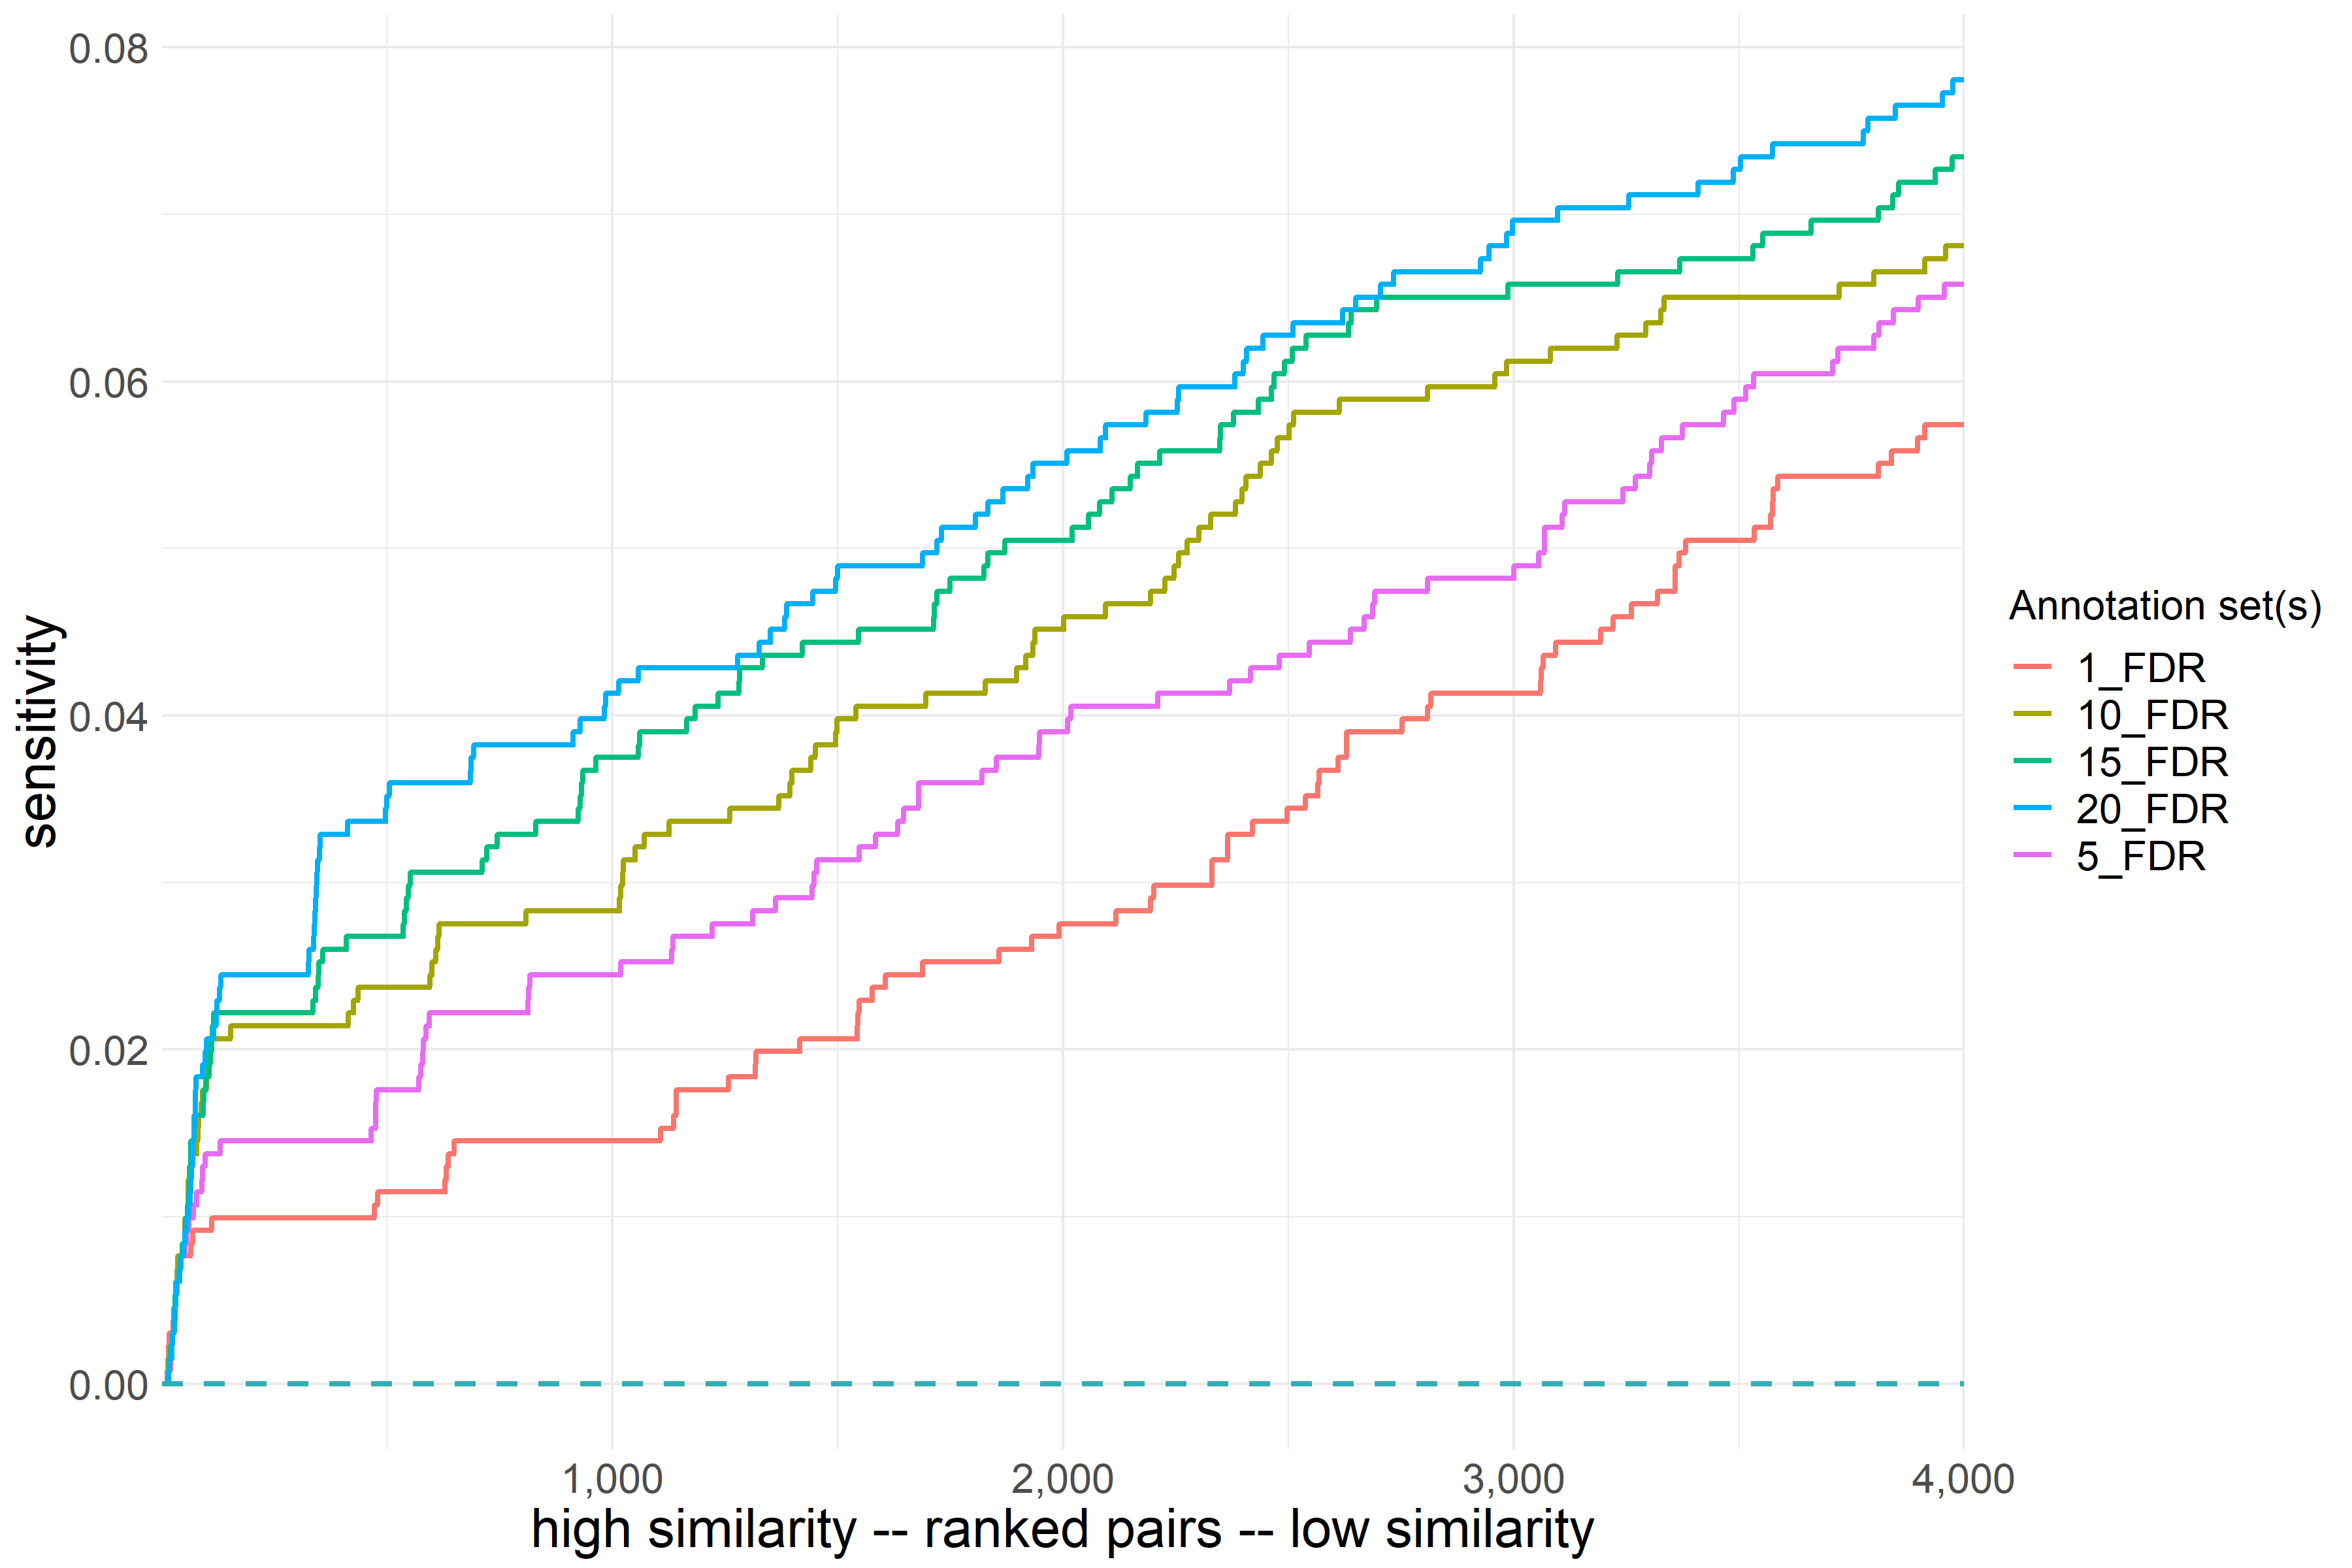 0.08
0.06
0.04
0.02
0.00
sensitivity
1,000
2,000
3,000
4,000
high similarity -- ranked pairs -- low similarity
Annotation set(s)
1_FDR
10_FDR
15_FDR
20_FDR
5_FDR